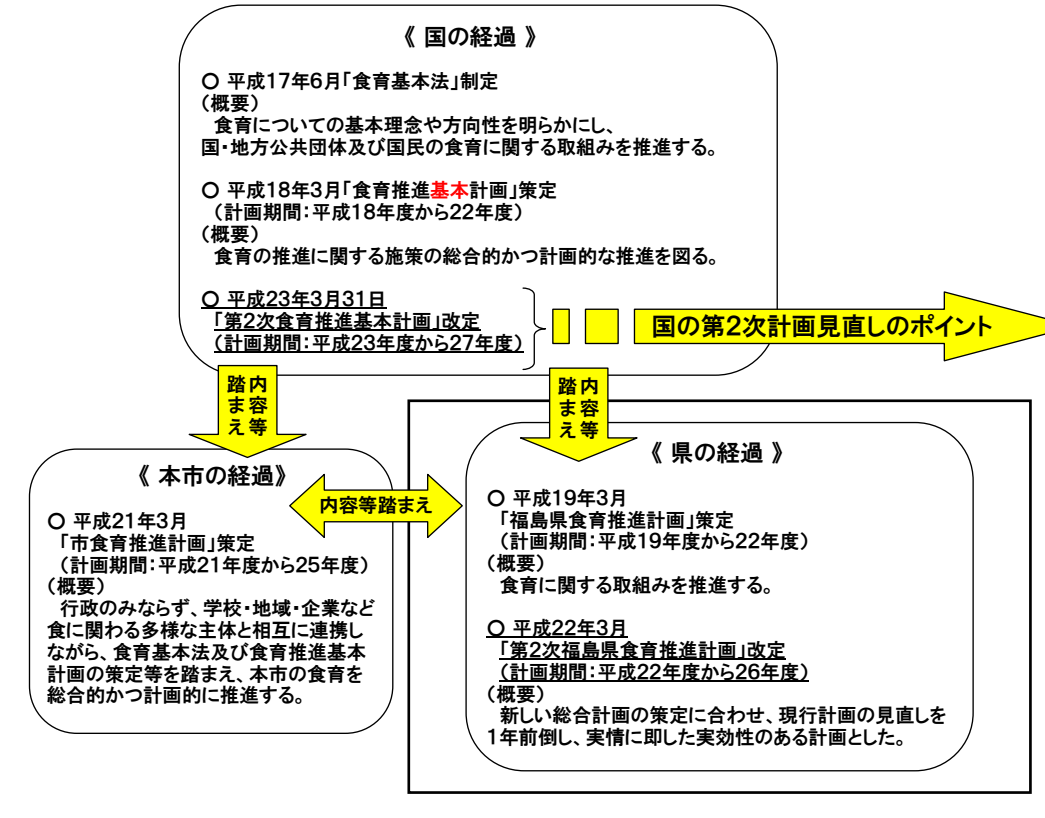 《 国の経過 》
○ 平成17年6月「食育基本法」制定
(概要)
食育についての基本理念や方向性を明らかにし、
国・地方公共団体及び国民の食育に関する取組みを推進する。
○ 平成18年3月「食育推進基本計画」策定
(計画期間:平成18年度から22年度)
(概要)
食育の推進に関する施策の総合的かつ計画的な推進を図る。
○ 平成23年3月31日
「第2次食育推進基本計画」改定
(計画期間:平成23年度から27年度)
国の第2次計画見直しのポイント
内容等
踏まえ
内容等
踏まえ
《 本市の経過》
○ 平成21年3月
「市食育推進計画」策定
(計画期間:平成21年度から25年度)
(概要)
行政のみならず、学校・地域・企業など
食に関わる多様な主体と相互に連携し
ながら、食育基本法及び食育推進基本
計画の策定等を踏まえ、本市の食育を
総合的かつ計画的に推進する。
内容等踏まえ
《 県の経過 》
○ 平成19年3月
「福島県食育推進計画」策定
(計画期間:平成19年度から22年度)
(概要)
食育に関する取組みを推進する。
○ 平成22年3月
「第2次福島県食育推進計画」改定
(計画期間:平成22年度から26年度)
(概要)
新しい総合計画の策定に合わせ、現行計画の見直しを
1年前倒し、実情に即した実効性のある計画とした。